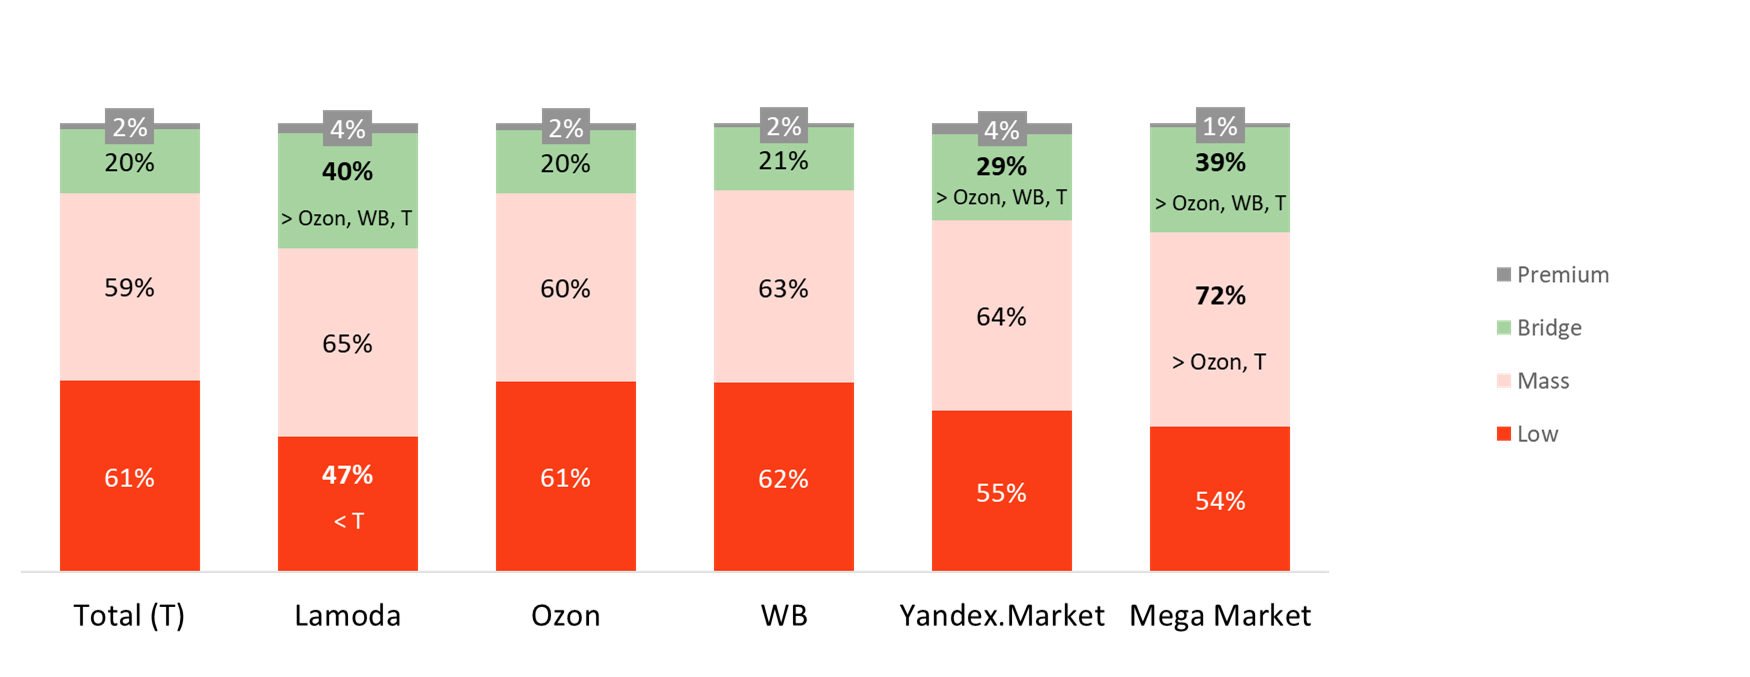 2% 4% 2% 2% 4% 1%
20% 40% 20% 21% 29% 39%
> Ozon, WB, T > Ozon, WB, T > Ozon, WB, T
59% 65% 60% 63% 64% 72%
> Ozon, T
61% 47% 61% 62% 55% 54%
< T
Total (T) Lamoda Ozon WB Yandex.Market Mega Market
Premium
Bridge
Mass
Low